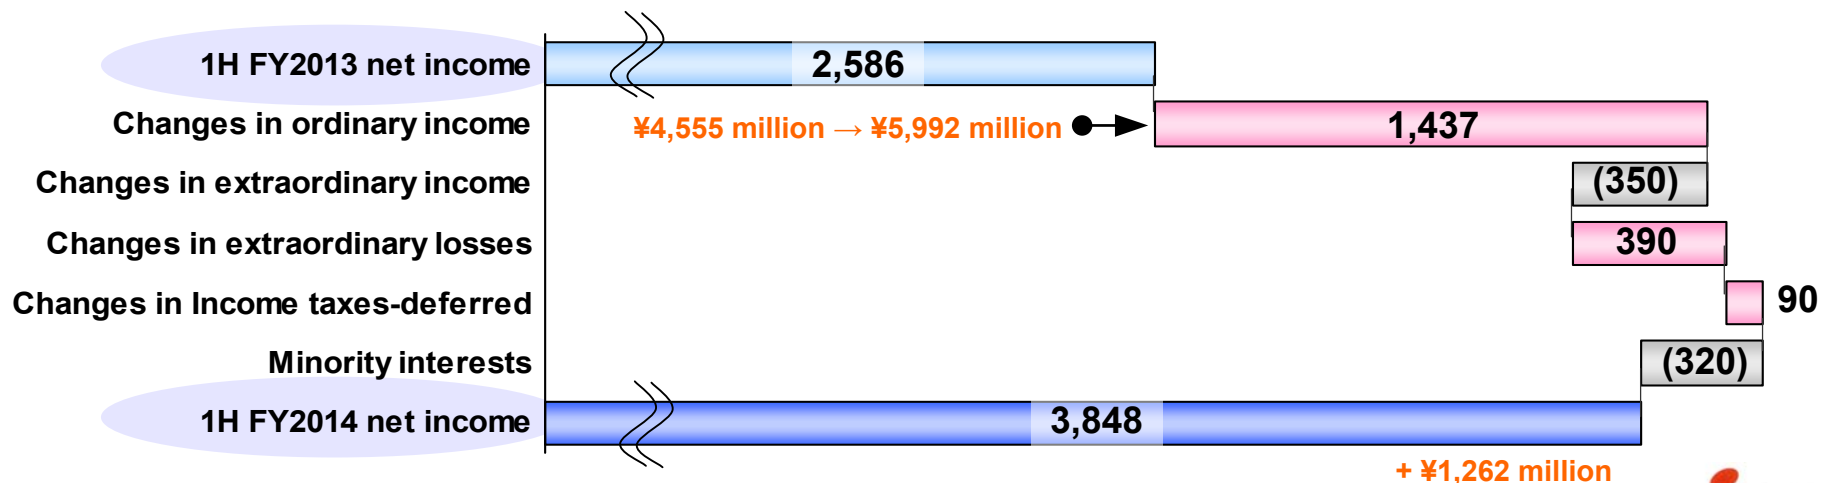 1H FY2013 net income 2,586
Changes in ordinary income ¥4,555 million → ¥5,992 million 1,437
Changes in extraordinary income (350)
Changes in extraordinary losses 390
Changes in Income taxes-deferred 90
Minority interests (320)
1H FY2014 net income 3,848
+ ¥1,262 million